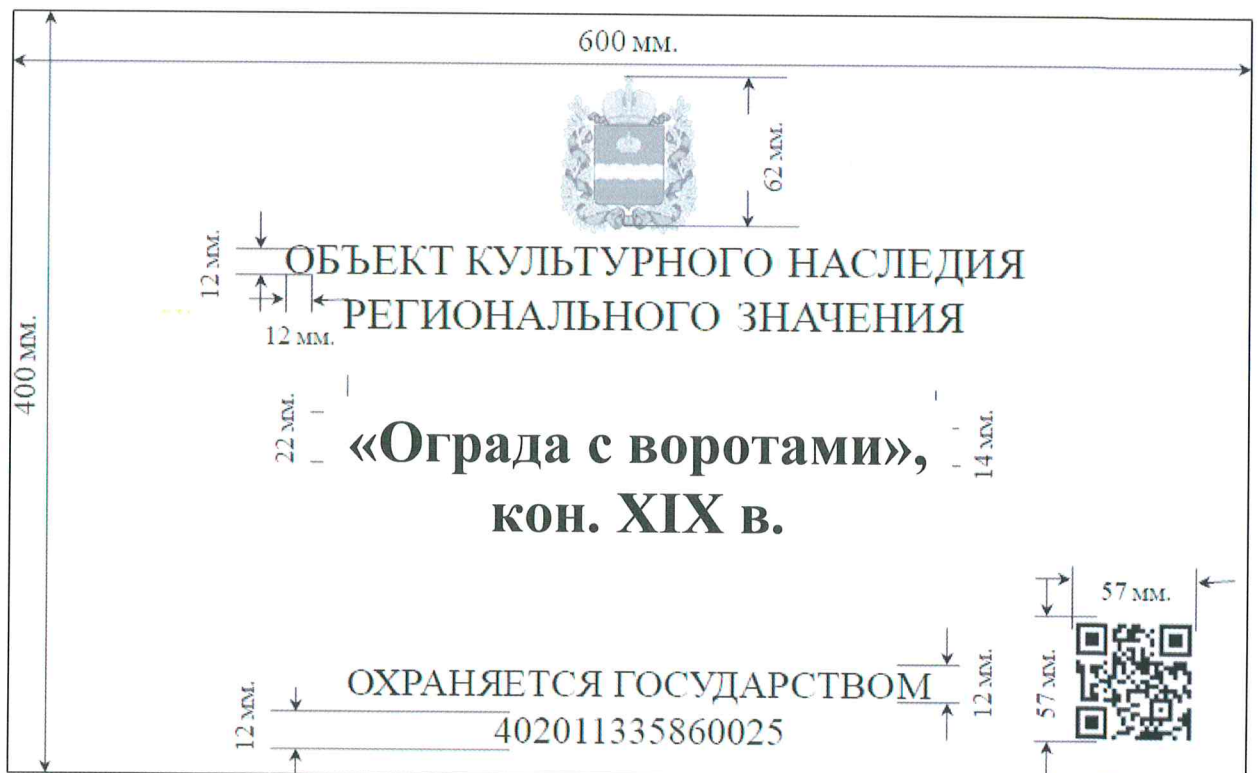 600 мм.
62 мм.
12 мм.
ОБЪЕКТ КУЛЬТУРНОГО НАСЛЕДИЯ
РЕГИОНАЛЬНОГО ЗНАЧЕНИЯ
12 мм.
400 мм.
22 мм.
«Ограда с воротами»,
14 мм.
кон. XIX в.
57 мм.
57 мм.
ОХРАНЯЕТСЯ ГОСУДАРСТВОМ
12 мм.
12 мм.
402011335860025